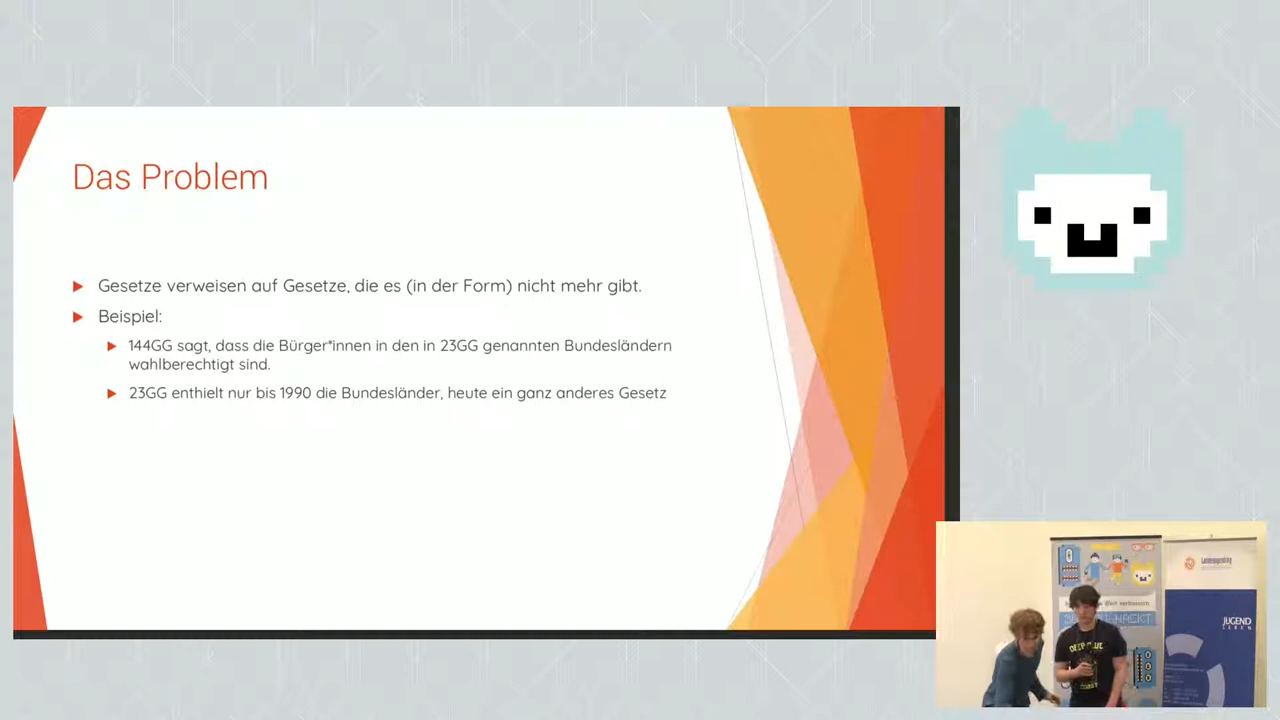 Das Problem
Gesetze verweisen auf Gesetze, die es (in der Form) nicht mehr gibt.
Beispiel:
144GG sagt, dass die Bürger*innen in den in 23GG genannten Bundesländern
wahlberechtigt sind.
23GG enthielt nur bis 1990 die Bundesländer, heute ein ganz anderes Gesetz
JUGEND